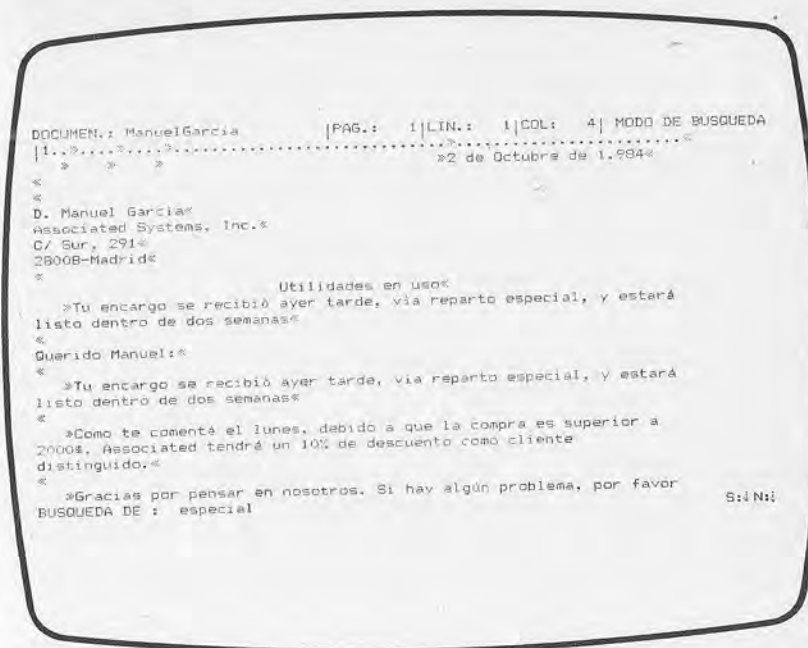 DOCUMEN.: ManuelGarcia |PAG.: 1|LIN.: 1|COL: 4| MODO DE BUSQUEDA
|1..»....»....»..................................»..............................«
» » » »2 de Octubre de 1.984«
«
«
D. Manuel Garcia«
Associated Systems, Inc.«
C/ Sur, 291«
28008-Madrid«
«
Utilidades en uso«
»Tu encargo se recibió ayer tarde, via reparto especial, y estará
listo dentro de dos semanas«
«
Querido Manuel:«
«
»Tu encargo se recibió ayer tarde, via reparto especial, y estará
listo dentro de dos semanas«
«
»Como te comenté el lunes, debido a que la compra es superior a
2000$, Associated tendrá un 10% de descuento como cliente
distinguido.«
«
»Gracias por pensar en nosotros. Si hay algún problema, por favor
BUSQUEDA DE : especial S:↓ N:↓